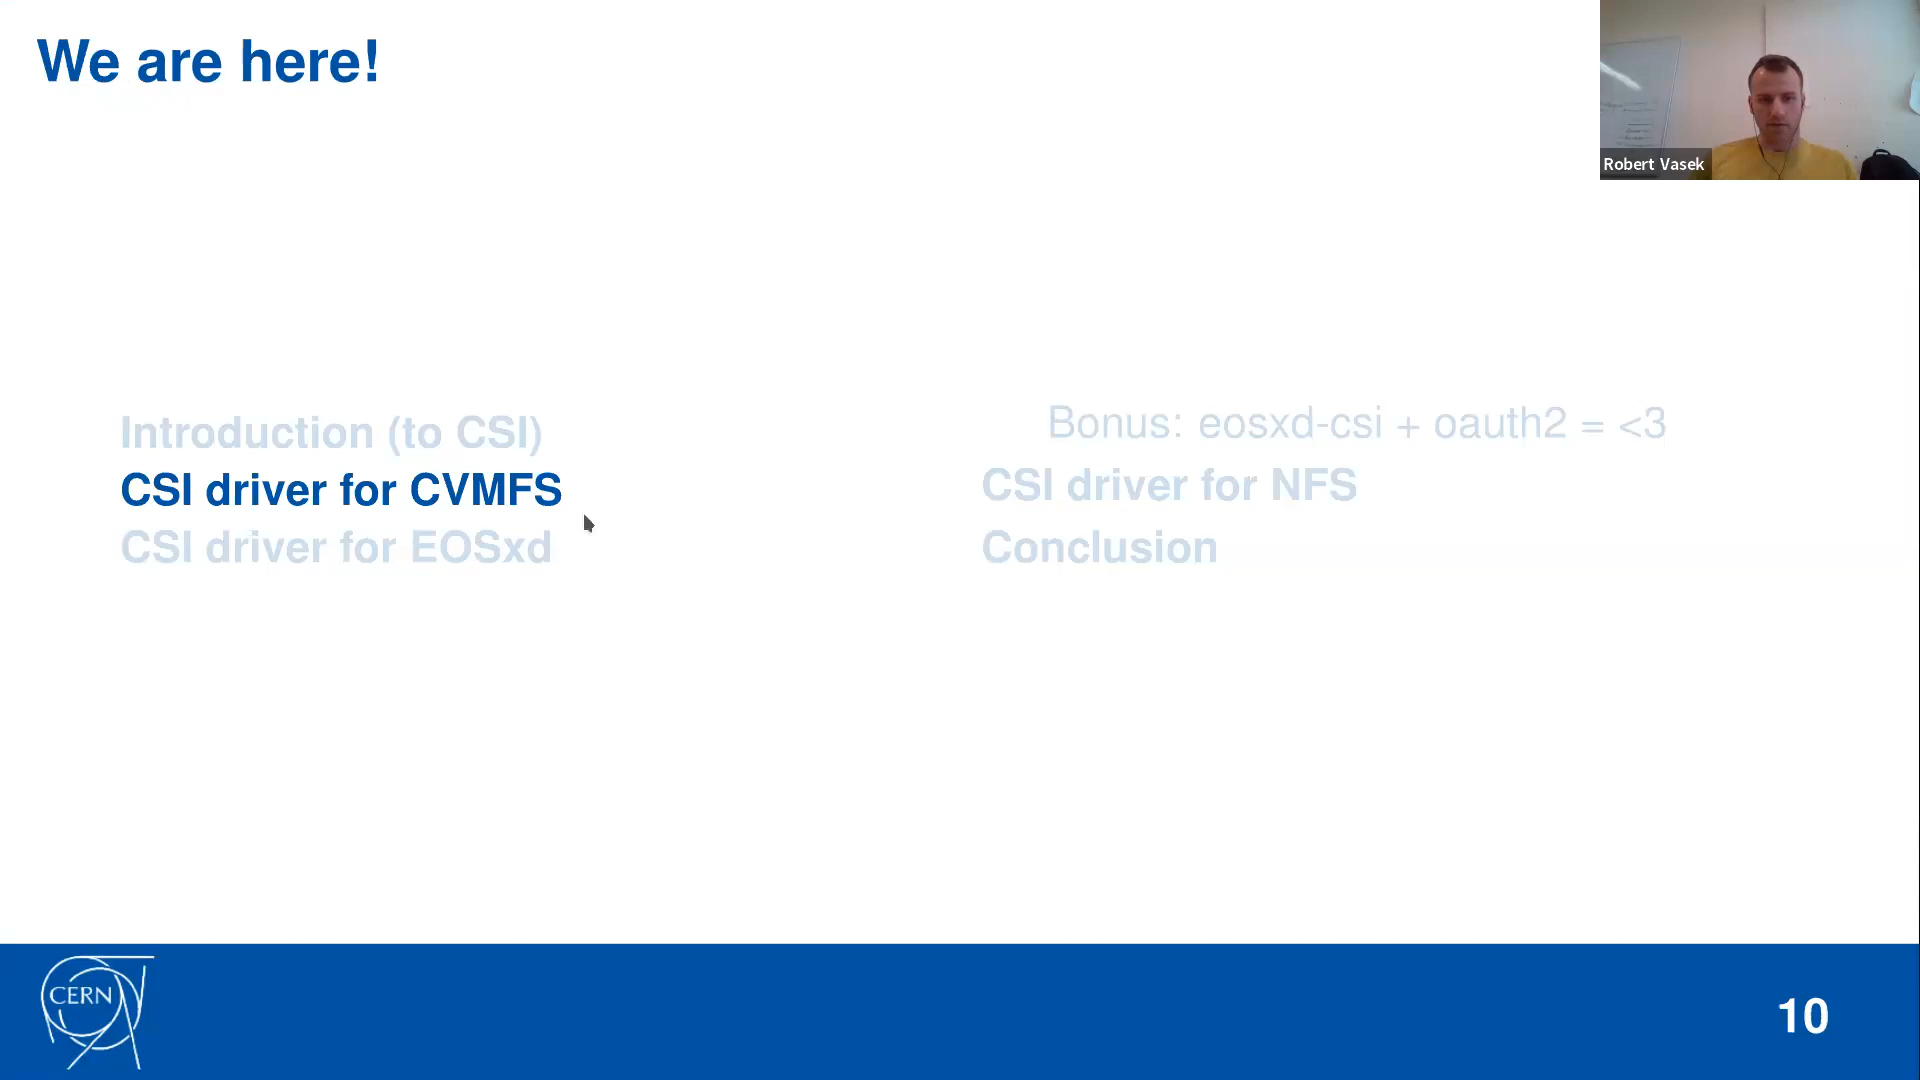 We are here!
Robert Vasek
Introduction (to CSI)
CSI driver for CVMFS
CSI driver for EOSxd
Bonus: eosxd-csi + oauth2 = <3
CSI driver for NFS
Conclusion
CERN
10